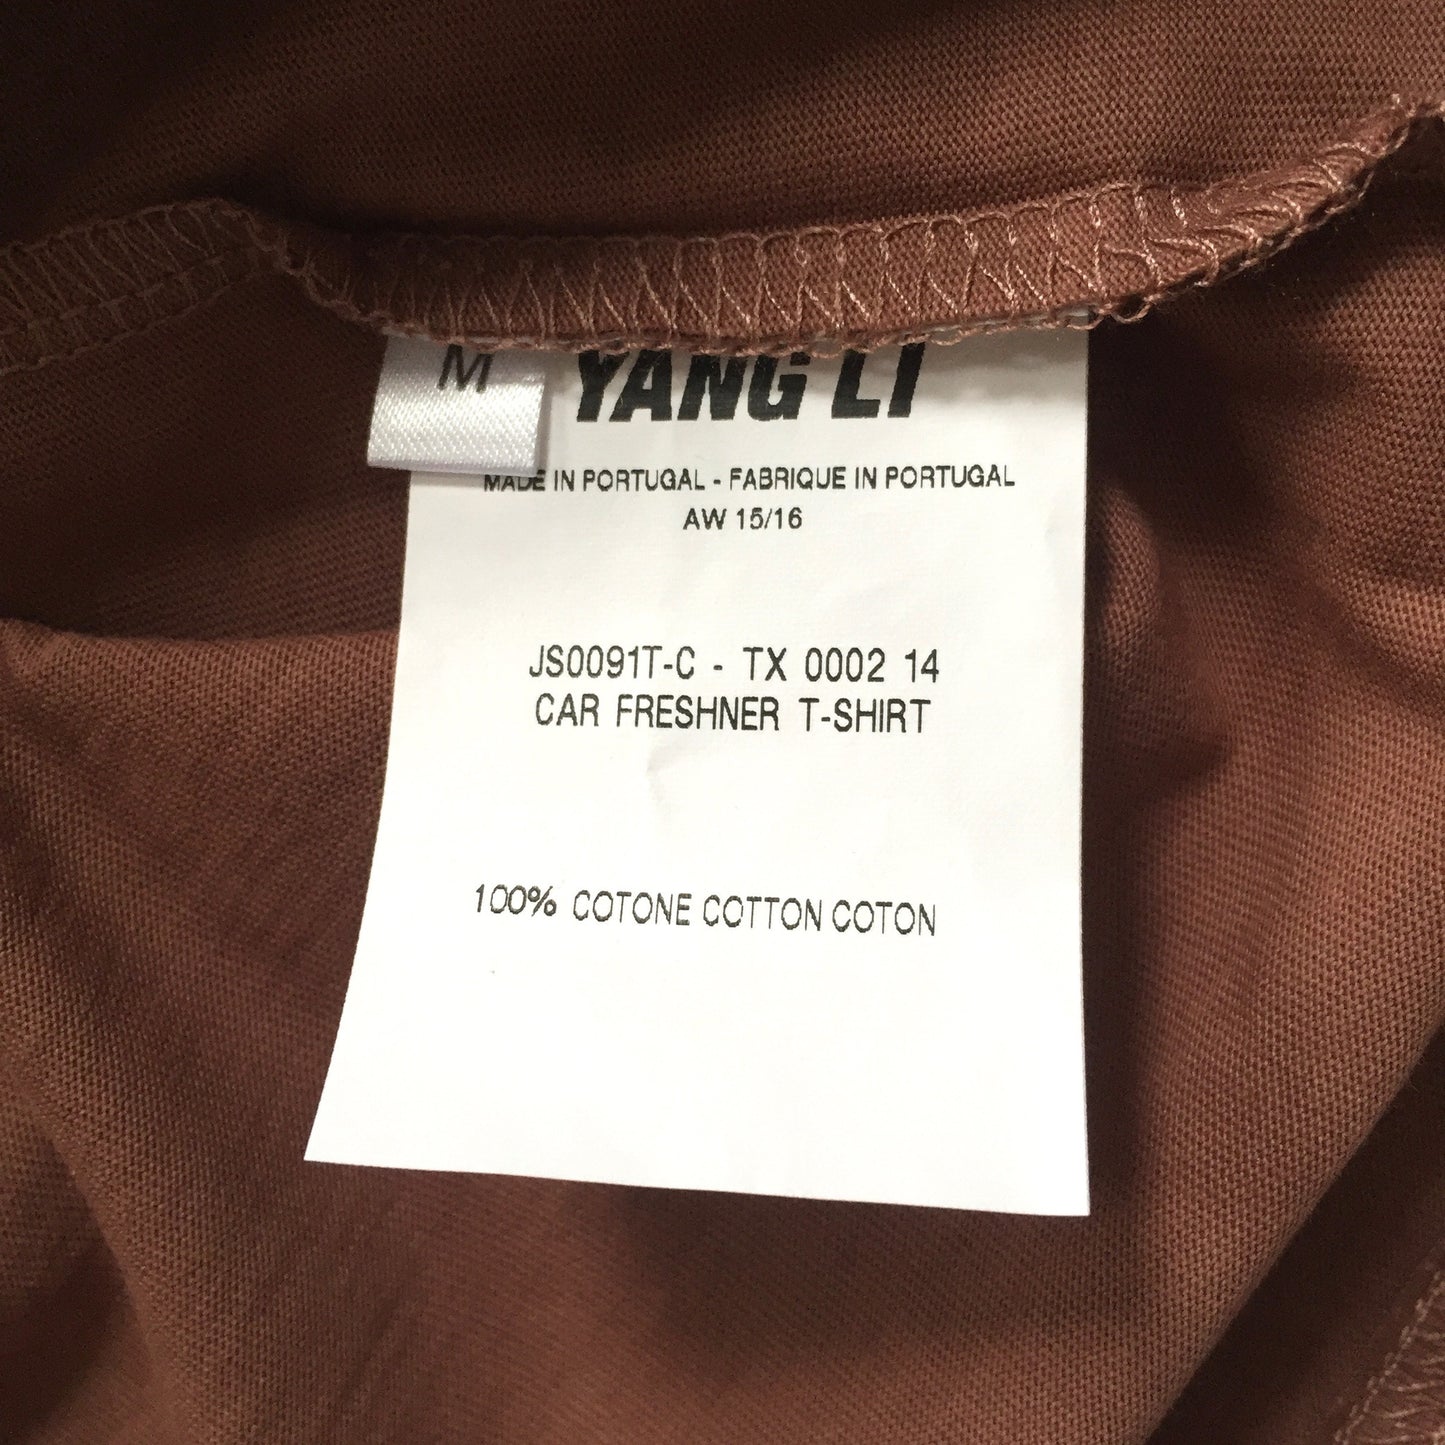 M
YANG LI
MADE IN PORTUGAL - FABRIQUE IN PORTUGAL
AW 15/16
JS0091T-C - TX 0002 14
CAR FRESHNER T-SHIRT
100% COTONE COTTON COTON